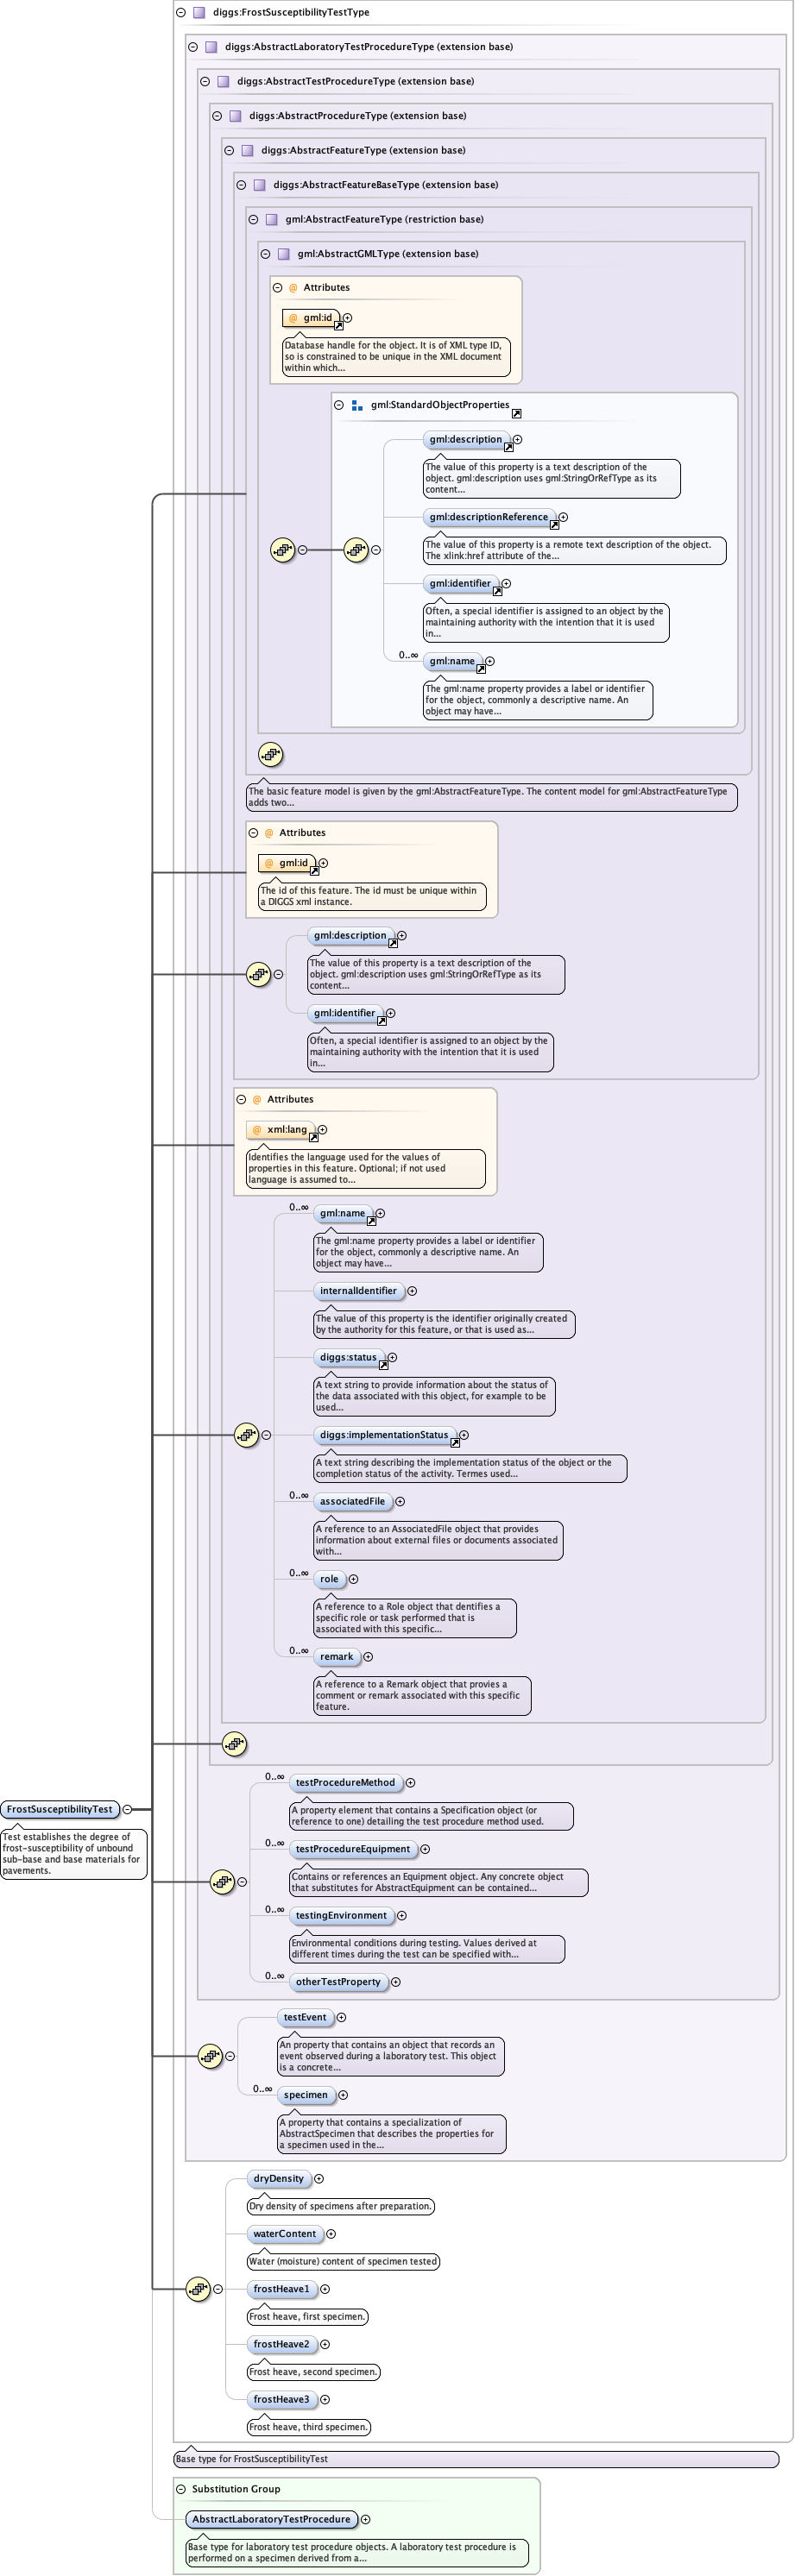 diggs:FrostSusceptibilityTestType
diggs:AbstractLaboratoryTestProcedureType (extension base)
diggs:AbstractTestProcedureType (extension base)
diggs:AbstractProcedureType (extension base)
diggs:AbstractFeatureType (extension base)
diggs:AbstractFeatureBaseType (extension base)
gml:AbstractFeatureType (restriction base)
gml:AbstractGMLType (extension base)
@ Attributes
@ gml:id
Database handle for the object. It is of XML type ID,
so is constrained to be unique in the XML document
within which...
gml:StandardObjectProperties
gml:description
The value of this property is a text description of the
object. gml:description uses gml:StringOrRefType as its
content...
gml:descriptionReference
The value of this property is a remote text description of the object.
The xlink:href attribute of the...
gml:identifier
Often, a special identifier is assigned to an object by the
maintaining authority with the intention that it is used
in...
0..∞
gml:name
The gml:name property provides a label or identifier
for the object, commonly a descriptive name. An
object may have...
The basic feature model is given by the gml:AbstractFeatureType. The content model for gml:AbstractFeatureType
adds two...
@ Attributes
@ gml:id
The id of this feature. The id must be unique within
a DIGGS xml instance.
gml:description
The value of this property is a text description of the
object. gml:description uses gml:StringOrRefType as its
content...
gml:identifier
Often, a special identifier is assigned to an object by the
maintaining authority with the intention that it is used
in...
@ Attributes
@ xml:lang
Identifies the language used for the values of
properties in this feature. Optional; if not used
language is assumed to...
0..∞
gml:name
The gml:name property provides a label or identifier
for the object, commonly a descriptive name. An
object may have...
internalIdentifier
The value of this property is the identifier originally created
by the authority for this feature, or that is used as...
diggs:status
A text string to provide information about the status of
the data associated with this object, for example to be
used...
diggs:implementationStatus
A text string describing the implementation status of the object or the
completion status of the activity. Termes used...
0..∞
associatedFile
A reference to an AssociatedFile object that provides
information about external files or documents associated
with...
0..∞
role
A reference to a Role object that dentifies a
specific role or task performed that is
associated with this specific...
0..∞
remark
A reference to a Remark object that provies a
comment or remark associated with this specific
feature.
0..∞
testProcedureMethod
A property element that contains a Specification object (or
reference to one) detailing the test procedure method used.
FrostSusceptibilityTest
Test establishes the degree of
frost-susceptibility of unbound
sub-base and base materials for
pavements.
0..∞
testProcedureEquipment
Contains or references an Equipment object. Any concrete object
that substitutes for AbstractEquipment can be contained...
0..∞
testingEnvironment
Environmental conditions during testing. Values derived at
different times during the test can be specified with...
0..∞
otherTestProperty
testEvent
An property that contains an object that records an
event observed during a laboratory test. This object
is a concrete...
0..∞
specimen
A property that contains a specialization of
AbstractSpecimen that describes the properties for
a specimen used in the...
dryDensity
Dry density of specimens after preparation.
waterContent
Water (moisture) content of specimen tested
frostHeave1
Frost heave, first specimen.
frostHeave2
Frost heave, second specimen.
frostHeave3
Frost heave, third specimen.
Base type for FrostSusceptibilityTest
Substitution Group
AbstractLaboratoryTestProcedure
Base type for laboratory test procedure objects. A laboratory test procedure is
performed on a specimen derived from a...